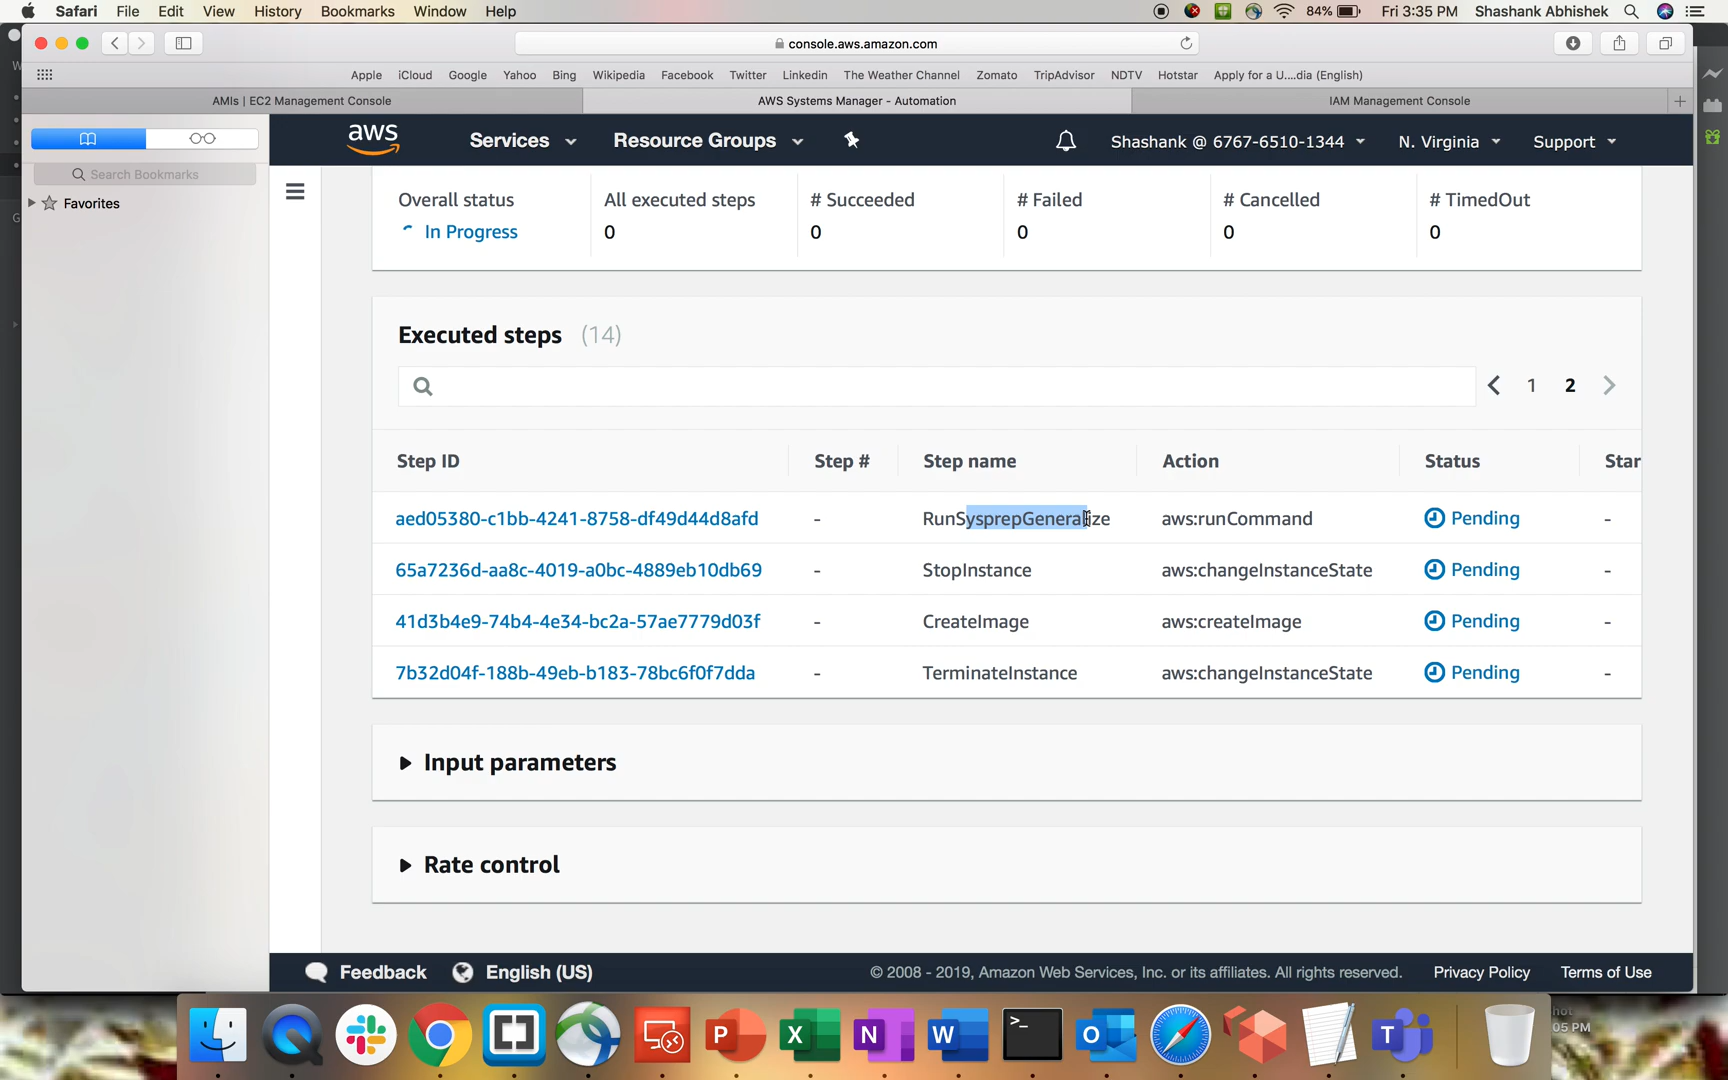 Safari File Edit View History Bookmarks Window Help 84% Fri 3:35 PM Shashank Abhishek
console.aws.amazon.com
Apple iCloud Google Yahoo Bing Wikipedia Facebook Twitter Linkedin The Weather Channel Zomato TripAdvisor NDTV Hotstar Apply for a U....dia (English)
AMIs | EC2 Management Console AWS Systems Manager - Automation IAM Management Console
aws Services Resource Groups Shashank @ 6767-6510-1344 N. Virginia Support
Search Bookmarks
Favorites
Overall status All executed steps # Succeeded # Failed # Cancelled # TimedOut
In Progress 0 0 0 0 0
Executed steps (14)
1 2
Step ID Step # Step name Action Status Star
aed05380-c1bb-4241-8758-df49d44d8afd - RunSysprepGeneralize aws:runCommand Pending -
65a7236d-aa8c-4019-a0bc-4889eb10db69 - StopInstance aws:changeInstanceState Pending -
41d3b4e9-74b4-4e34-bc2a-57ae7779d03f - CreateImage aws:createImage Pending -
7b32d04f-188b-49eb-b183-78bc6f0f7dda - TerminateInstance aws:changeInstanceState Pending -
Input parameters
Rate control
Feedback English (US) © 2008 - 2019, Amazon Web Services, Inc. or its affiliates. All rights reserved. Privacy Policy Terms of Use
P X N W >_ O T